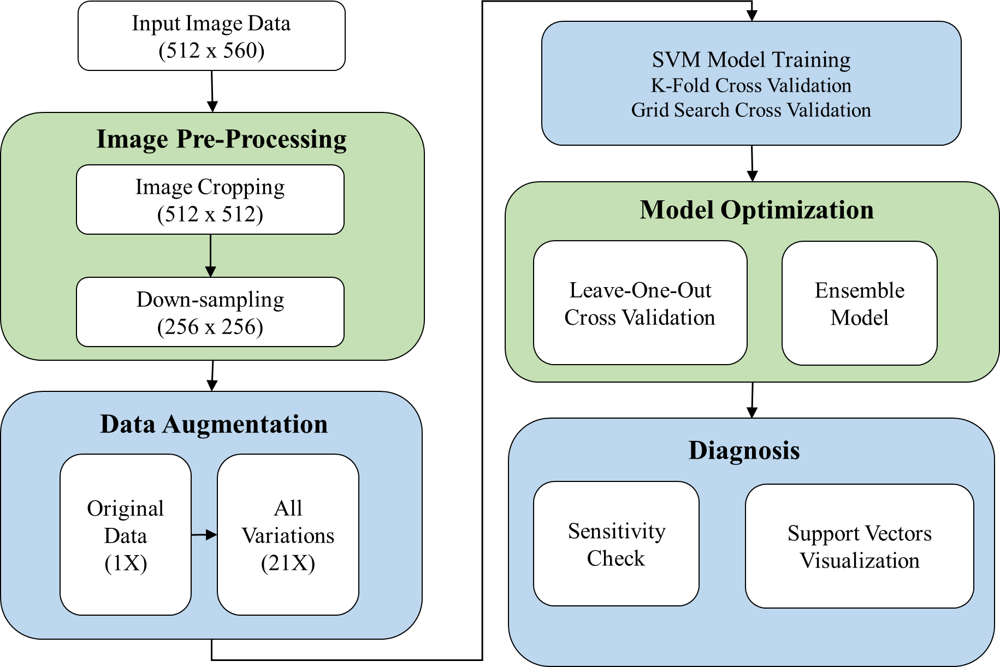 Input Image Data
(512 x 560)
Image Pre-Processing
Image Cropping
(512 x 512)
Down-sampling
(256 x 256)
Data Augmentation
Original
Data
(1X)
All
Variations
(21X)
SVM Model Training
K-Fold Cross Validation
Grid Search Cross Validation
Model Optimization
Leave-One-Out
Cross Validation
Ensemble
Model
Diagnosis
Sensitivity
Check
Support Vectors
Visualization